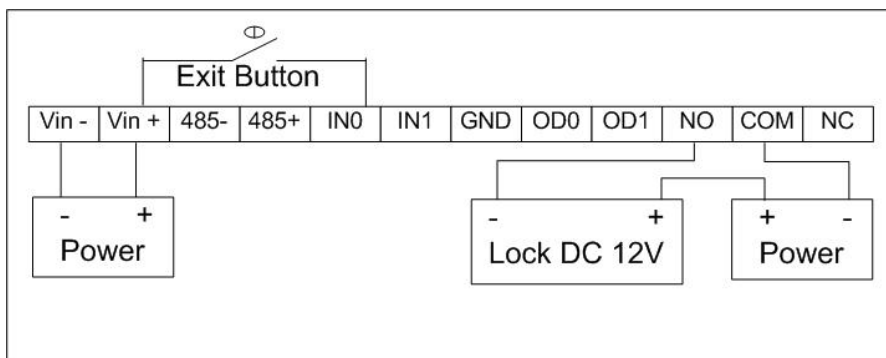 Exit Button
Vin - Vin + 485- 485+ IN0 IN1 GND OD0 OD1 NO COM NC
- + - + + -
Power Lock DC 12V Power